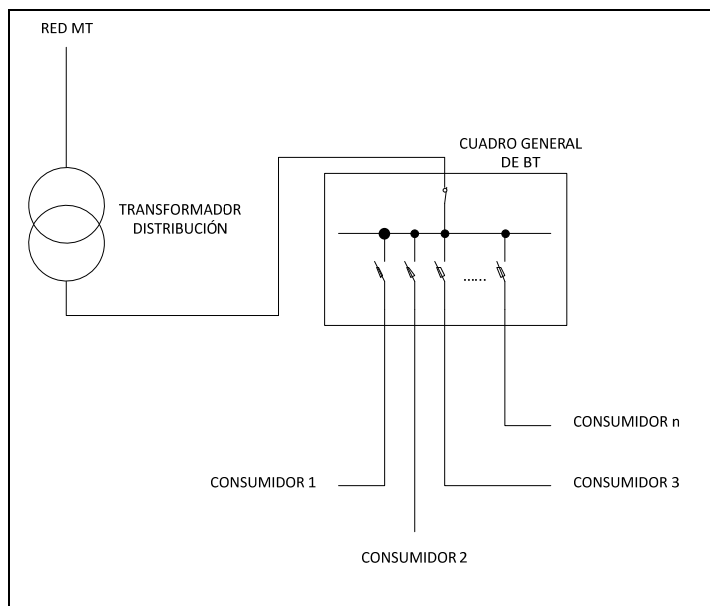 RED MT
CUADRO GENERAL
DE BT
TRANSFORMADOR
DISTRIBUCIÓN
......
CONSUMIDOR n
CONSUMIDOR 1
CONSUMIDOR 3
CONSUMIDOR 2